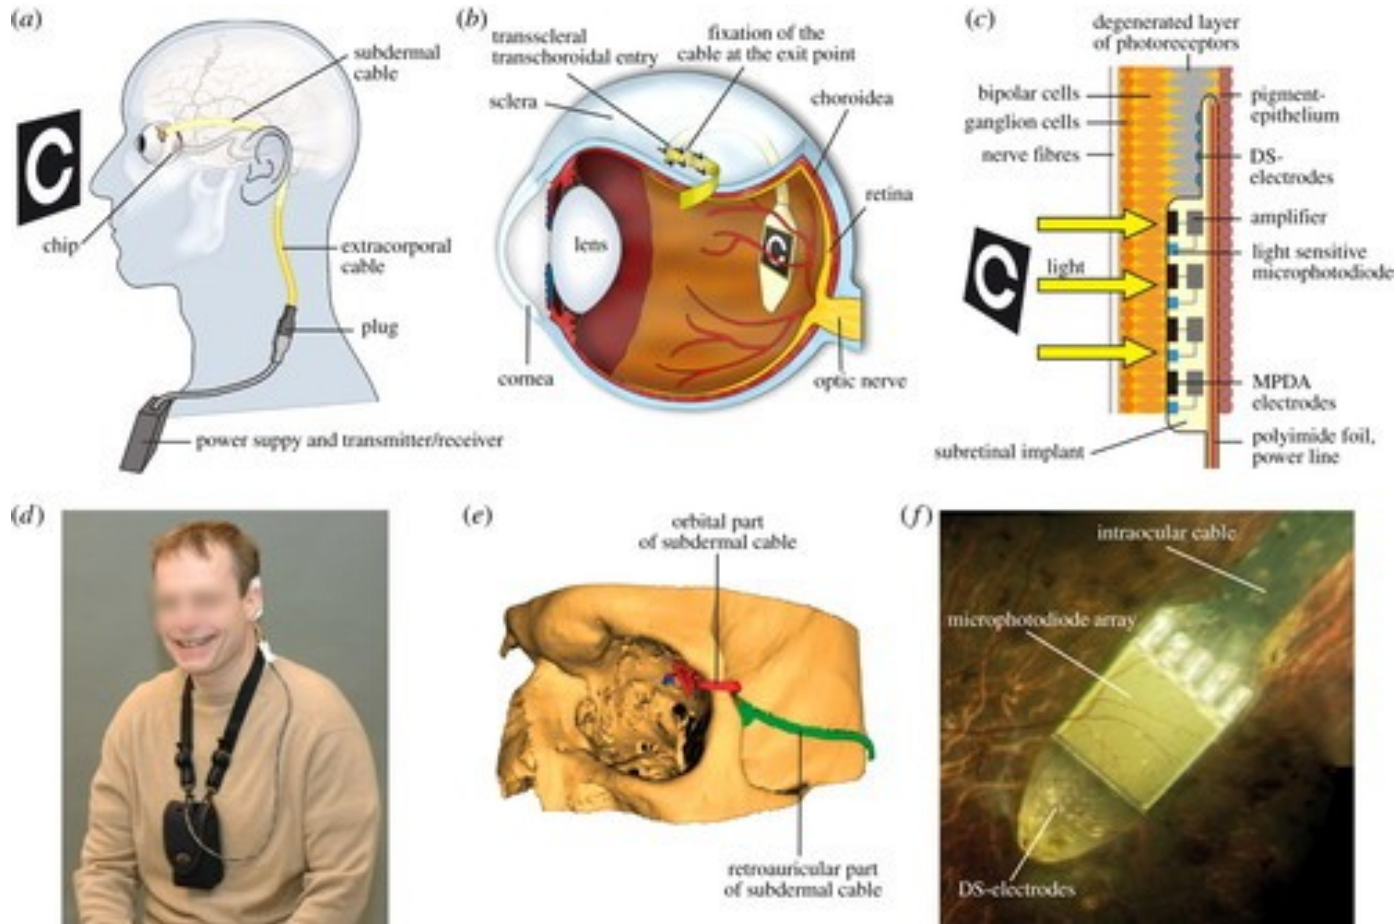 (a)
subdermal
cable
C
chip
extracorporal
cable
plug
power suppy and transmitter/receiver
(b)
transscleral
transchoroidal entry
fixation of the
cable at the exit point
sclera
choroidea
retina
lens
C
cornea
optic nerve
(c)
degenerated layer
of photoreceptors
bipolar cells
ganglion cells
nerve fibres
pigment-
epithelium
DS-
electrodes
amplifier
light sensitive
microphotodiode
light
C
MPDA
electrodes
subretinal implant
polyimide foil,
power line
(d)
(e)
orbital part
of subdermal cable
retroauricular part
of subdermal cable
(f)
intraocular cable
microphotodiode array
DS-electrodes